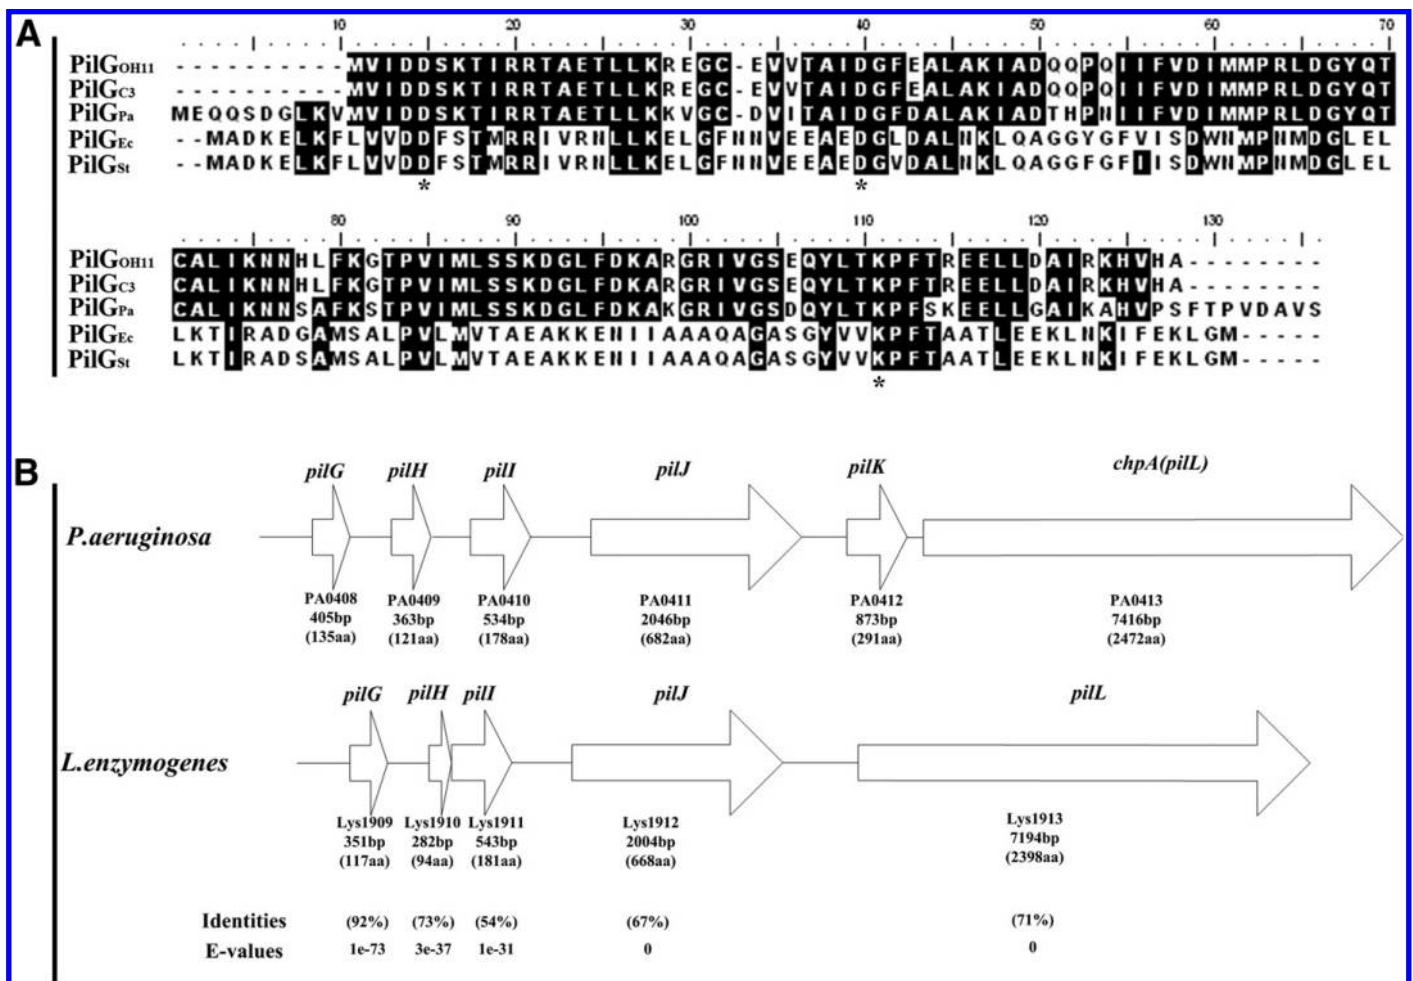 A
10 20 30 40 50 60 70
PilGOH11 ----------MVIDDSKTIRRTAETLLKREGC-EVVTAIDGFEALAKIADQQPQIIFVDIMMPRLDGYQT
PilGC3 ----------MVIDDSKTIRRTAETLLKREGC-EVVTAIDGFEALAKIADQQPQIIFVDIMMPRLDGYQT
PilGPa MEQQSDGLKVMVIDDSKTIRRTAETLLKKVGC-DVITAIDGFDALAKIADTHPNIIFVDIMMPRLDGYQT
PilGEc --MADKELKFLVVDDFSTMRRIVRNLLKELGFNNVEEAEDGLDALNKLQAGGYGFVISDWNMPNMDGLEL
PilGSt --MADKELKFLVVDDFSTMRRIVRNLLKELGFNNVEEAEDGVDALNKLQAGGFGFIISDWNMPNMDGLEL
* *
80 90 100 110 120 130
PilGOH11 CALIKNNHLFKGTPVIMLSSKDGLFDKARGRIVGSEQYLTKPFTREELLDAIRKHVHA--------
PilGC3 CALIKNNHLFKGTPVIMLSSKDGLFDKARGRIVGSEQYLTKPFTREELLDAIRKHVHA--------
PilGPa CALIKNNSAFKSTPVIMLSSKDGLFDKAKGRIVGSDQYLTKPFSKEELLGAIKAHVPSFTPVDAVS
PilGEc LKTIRADGAMSALPVLMVTAEAKKENIIAAAQAGASGYVVKPFTAATLEEKLNKIFEKLGM-----
PilGSt LKTIRADSAMSALPVLMVTAEAKKENIIAAAQAGASGYVVKPFTAATLEEKLNKIFEKLGM-----
*
B
pilG pilH pilI pilJ pilK chpA(pilL)
P.aeruginosa
PA0408 PA0409 PA0410 PA0411 PA0412 PA0413
405bp 363bp 534bp 2046bp 873bp 7416bp
(135aa) (121aa) (178aa) (682aa) (291aa) (2472aa)
pilG pilH pilI pilJ pilL
L.enzymogenes
Lys1909 Lys1910 Lys1911 Lys1912 Lys1913
351bp 282bp 543bp 2004bp 7194bp
(117aa) (94aa) (181aa) (668aa) (2398aa)
Identities (92%) (73%) (54%) (67%) (71%)
E-values 1e-73 3e-37 1e-31 0 0